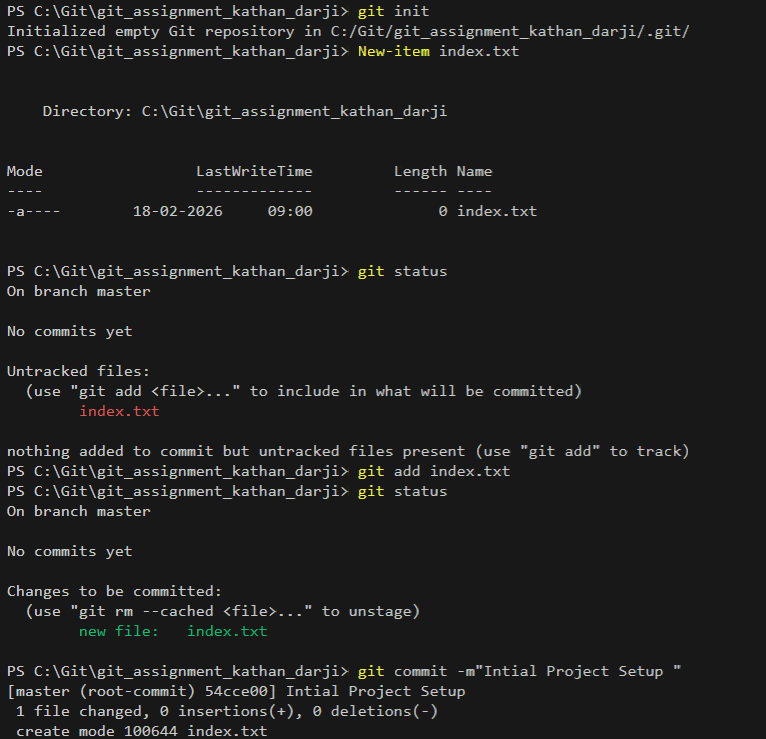 PS C:\Git\git_assignment_kathan_darji> git init
Initialized empty Git repository in C:/Git/git_assignment_kathan_darji/.git/
PS C:\Git\git_assignment_kathan_darji> New-item index.txt
Directory: C:\Git\git_assignment_kathan_darji
Mode                 LastWriteTime         Length Name
----                 -------------         ------ ----
-a----        18-02-2026     09:00              0 index.txt
PS C:\Git\git_assignment_kathan_darji> git status
On branch master
No commits yet
Untracked files:
  (use "git add <file>..." to include in what will be committed)
        index.txt
nothing added to commit but untracked files present (use "git add" to track)
PS C:\Git\git_assignment_kathan_darji> git add index.txt
PS C:\Git\git_assignment_kathan_darji> git status
On branch master
No commits yet
Changes to be committed:
  (use "git rm --cached <file>..." to unstage)
        new file:   index.txt
PS C:\Git\git_assignment_kathan_darji> git commit -m"Intial Project Setup "
[master (root-commit) 54cce00] Intial Project Setup
 1 file changed, 0 insertions(+), 0 deletions(-)
 create mode 100644 index.txt